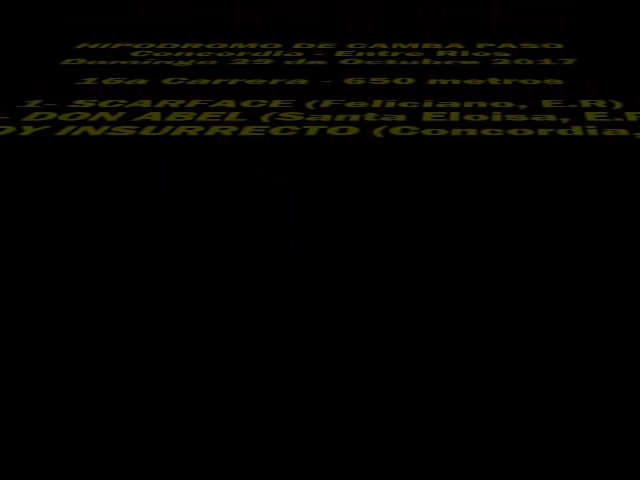 HIPODROMO DE CAMBA PASO
Concordia - Entre Rios
Domingo 29 de Octubre 2017
16a Carrera - 650 metros
1- SCARFACE (Feliciano, E.R)
- DON ABEL (Santa Eloisa, E.R
OY INSURRECTO (Concordia,